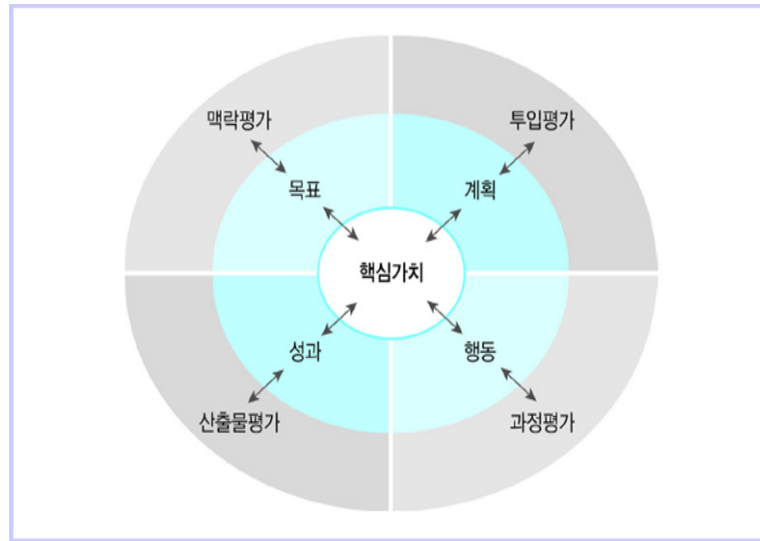 맥락평가
투입평가
목표
계획
핵심가치
성과
행동
산출물평가
과정평가